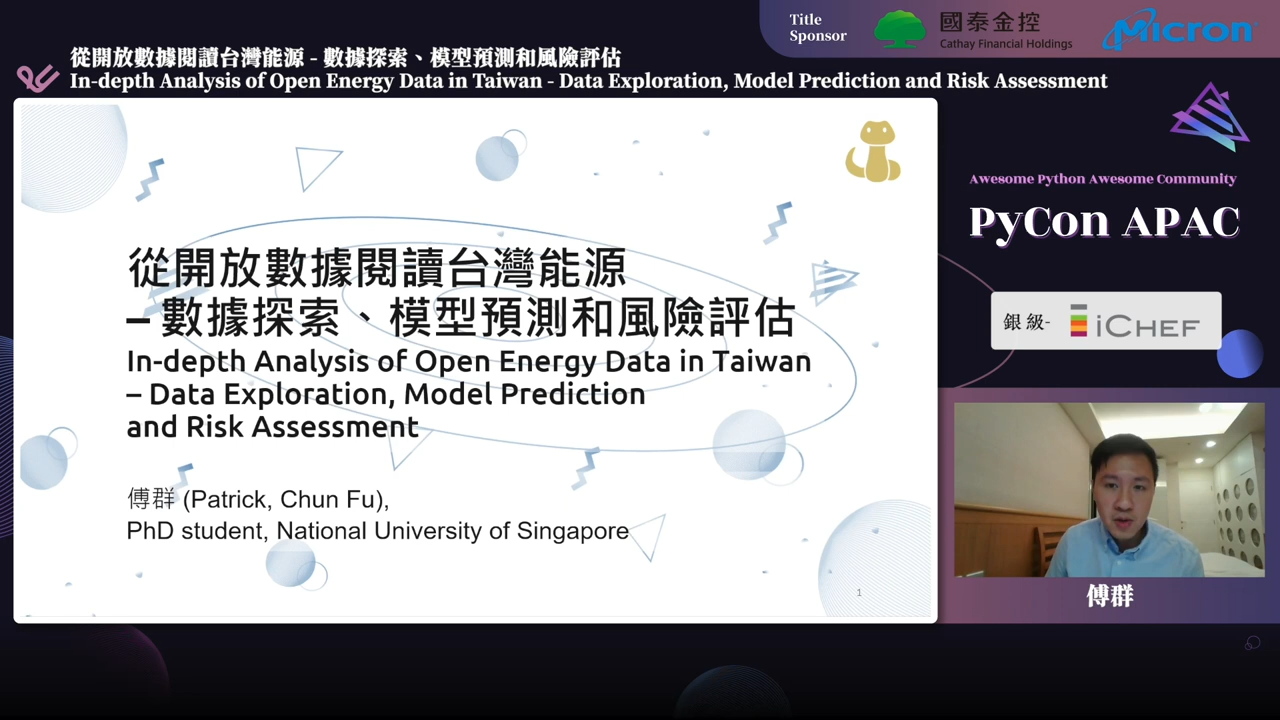 Title
Sponsor
國泰金控
Cathay Financial Holdings
Micron
從開放數據閱讀台灣能源 - 數據探索、模型預測和風險評估
In-depth Analysis of Open Energy Data in Taiwan - Data Exploration, Model Prediction and Risk Assessment
從開放數據閱讀台灣能源
– 數據探索、模型預測和風險評估
In-depth Analysis of Open Energy Data in Taiwan
– Data Exploration, Model Prediction
and Risk Assessment
傅群 (Patrick, Chun Fu),
PhD student, National University of Singapore
1
Awesome Python Awesome Community
PyCon APAC
銀級-
iCHEF
傅群